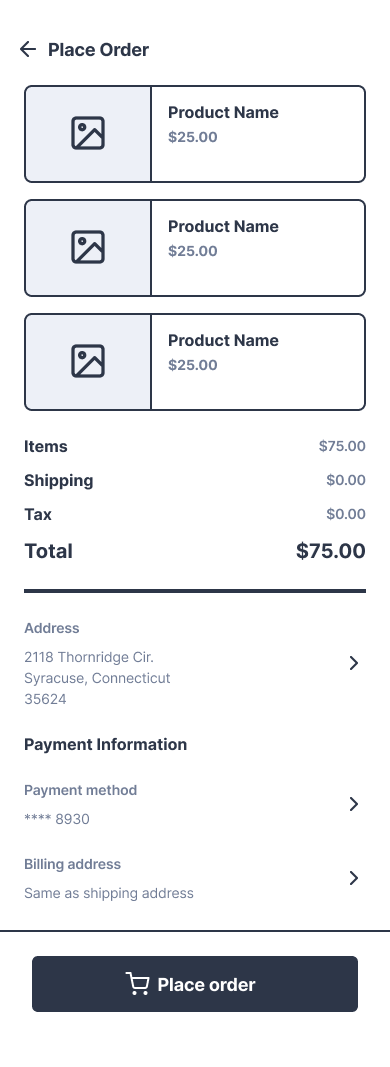 Place Order
Product Name
$25.00
Product Name
$25.00
Product Name
$25.00
Items $75.00
Shipping $0.00
Tax $0.00
Total $75.00
Address
2118 Thornridge Cir.
Syracuse, Connecticut
35624
Payment Information
Payment method
**** 8930
Billing address
Same as shipping address
Place order